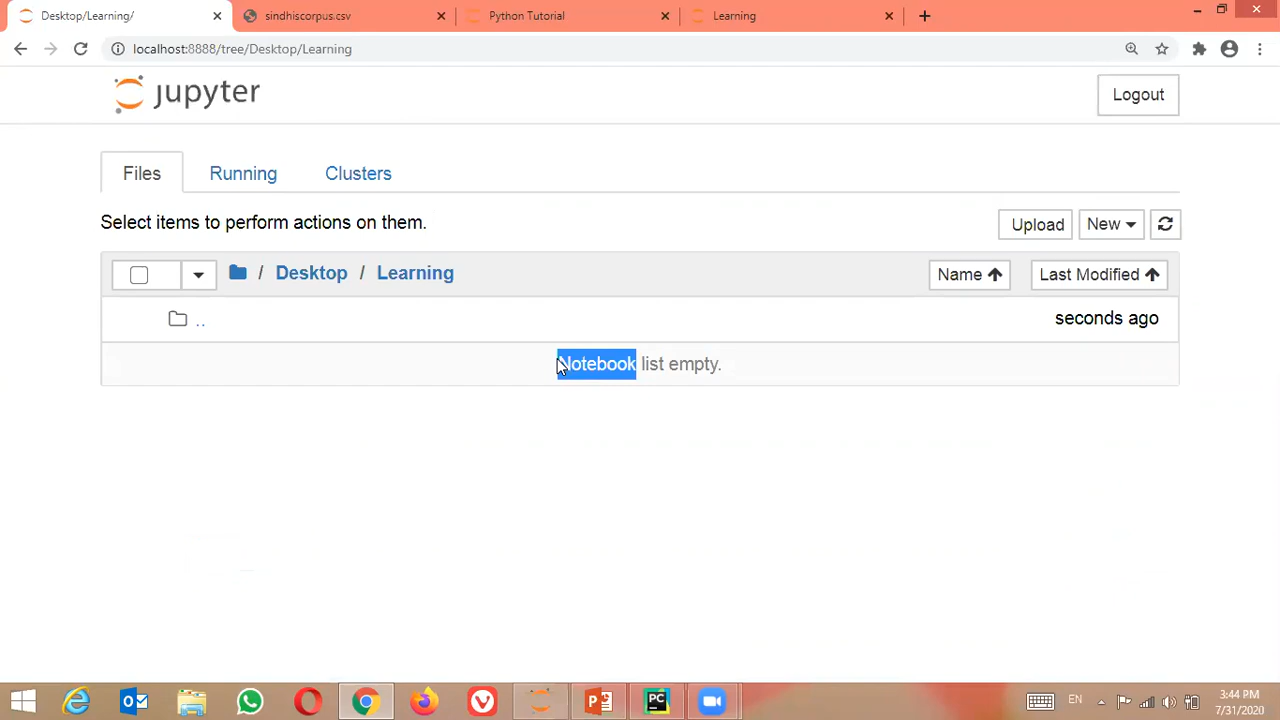 Desktop/Learning/
sindhiscorpus.csv
Python Tutorial
Learning
localhost:8888/tree/Desktop/Learning
jupyter
Logout
Files
Running
Clusters
Select items to perform actions on them.
Upload
New
/ Desktop / Learning
Name
Last Modified
..
seconds ago
Notebook list empty.
EN
3:44 PM
7/31/2020